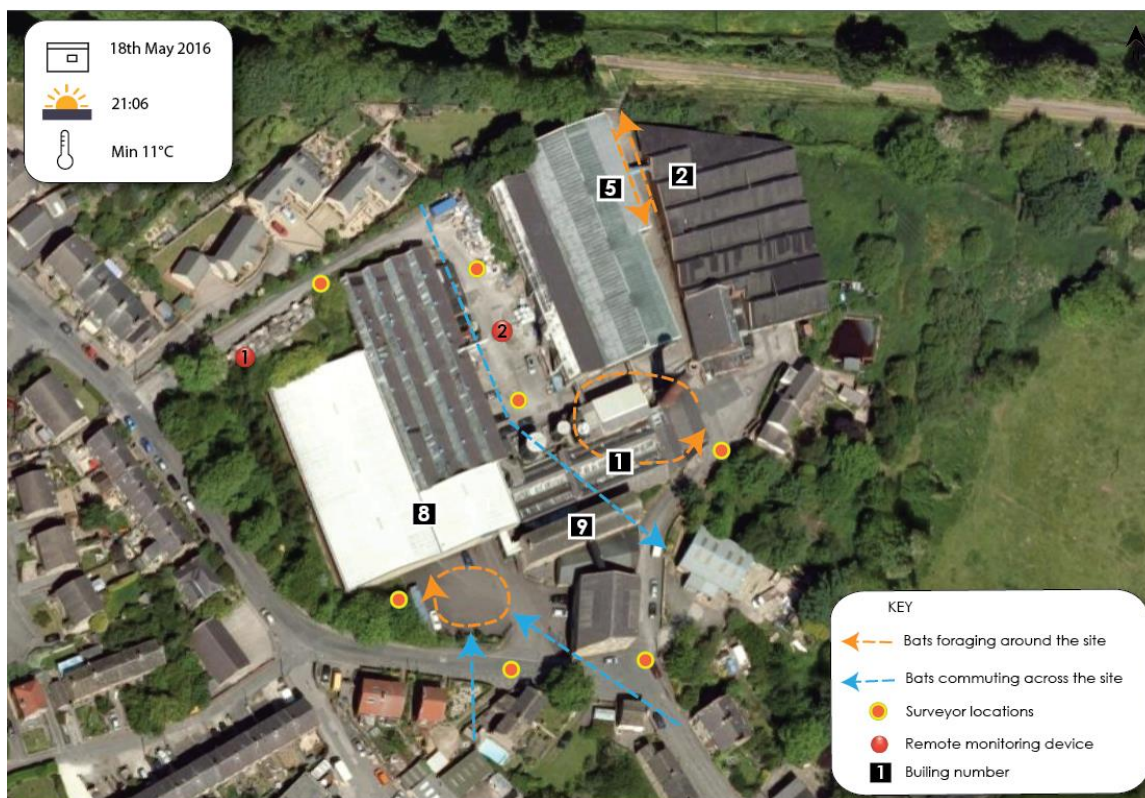 18th May 2016
21:06
Min 11°C
5
2
2
1
1
8
9
KEY
Bats foraging around the site
Bats commuting across the site
Surveyor locations
Remote monitoring device
1 Builing number